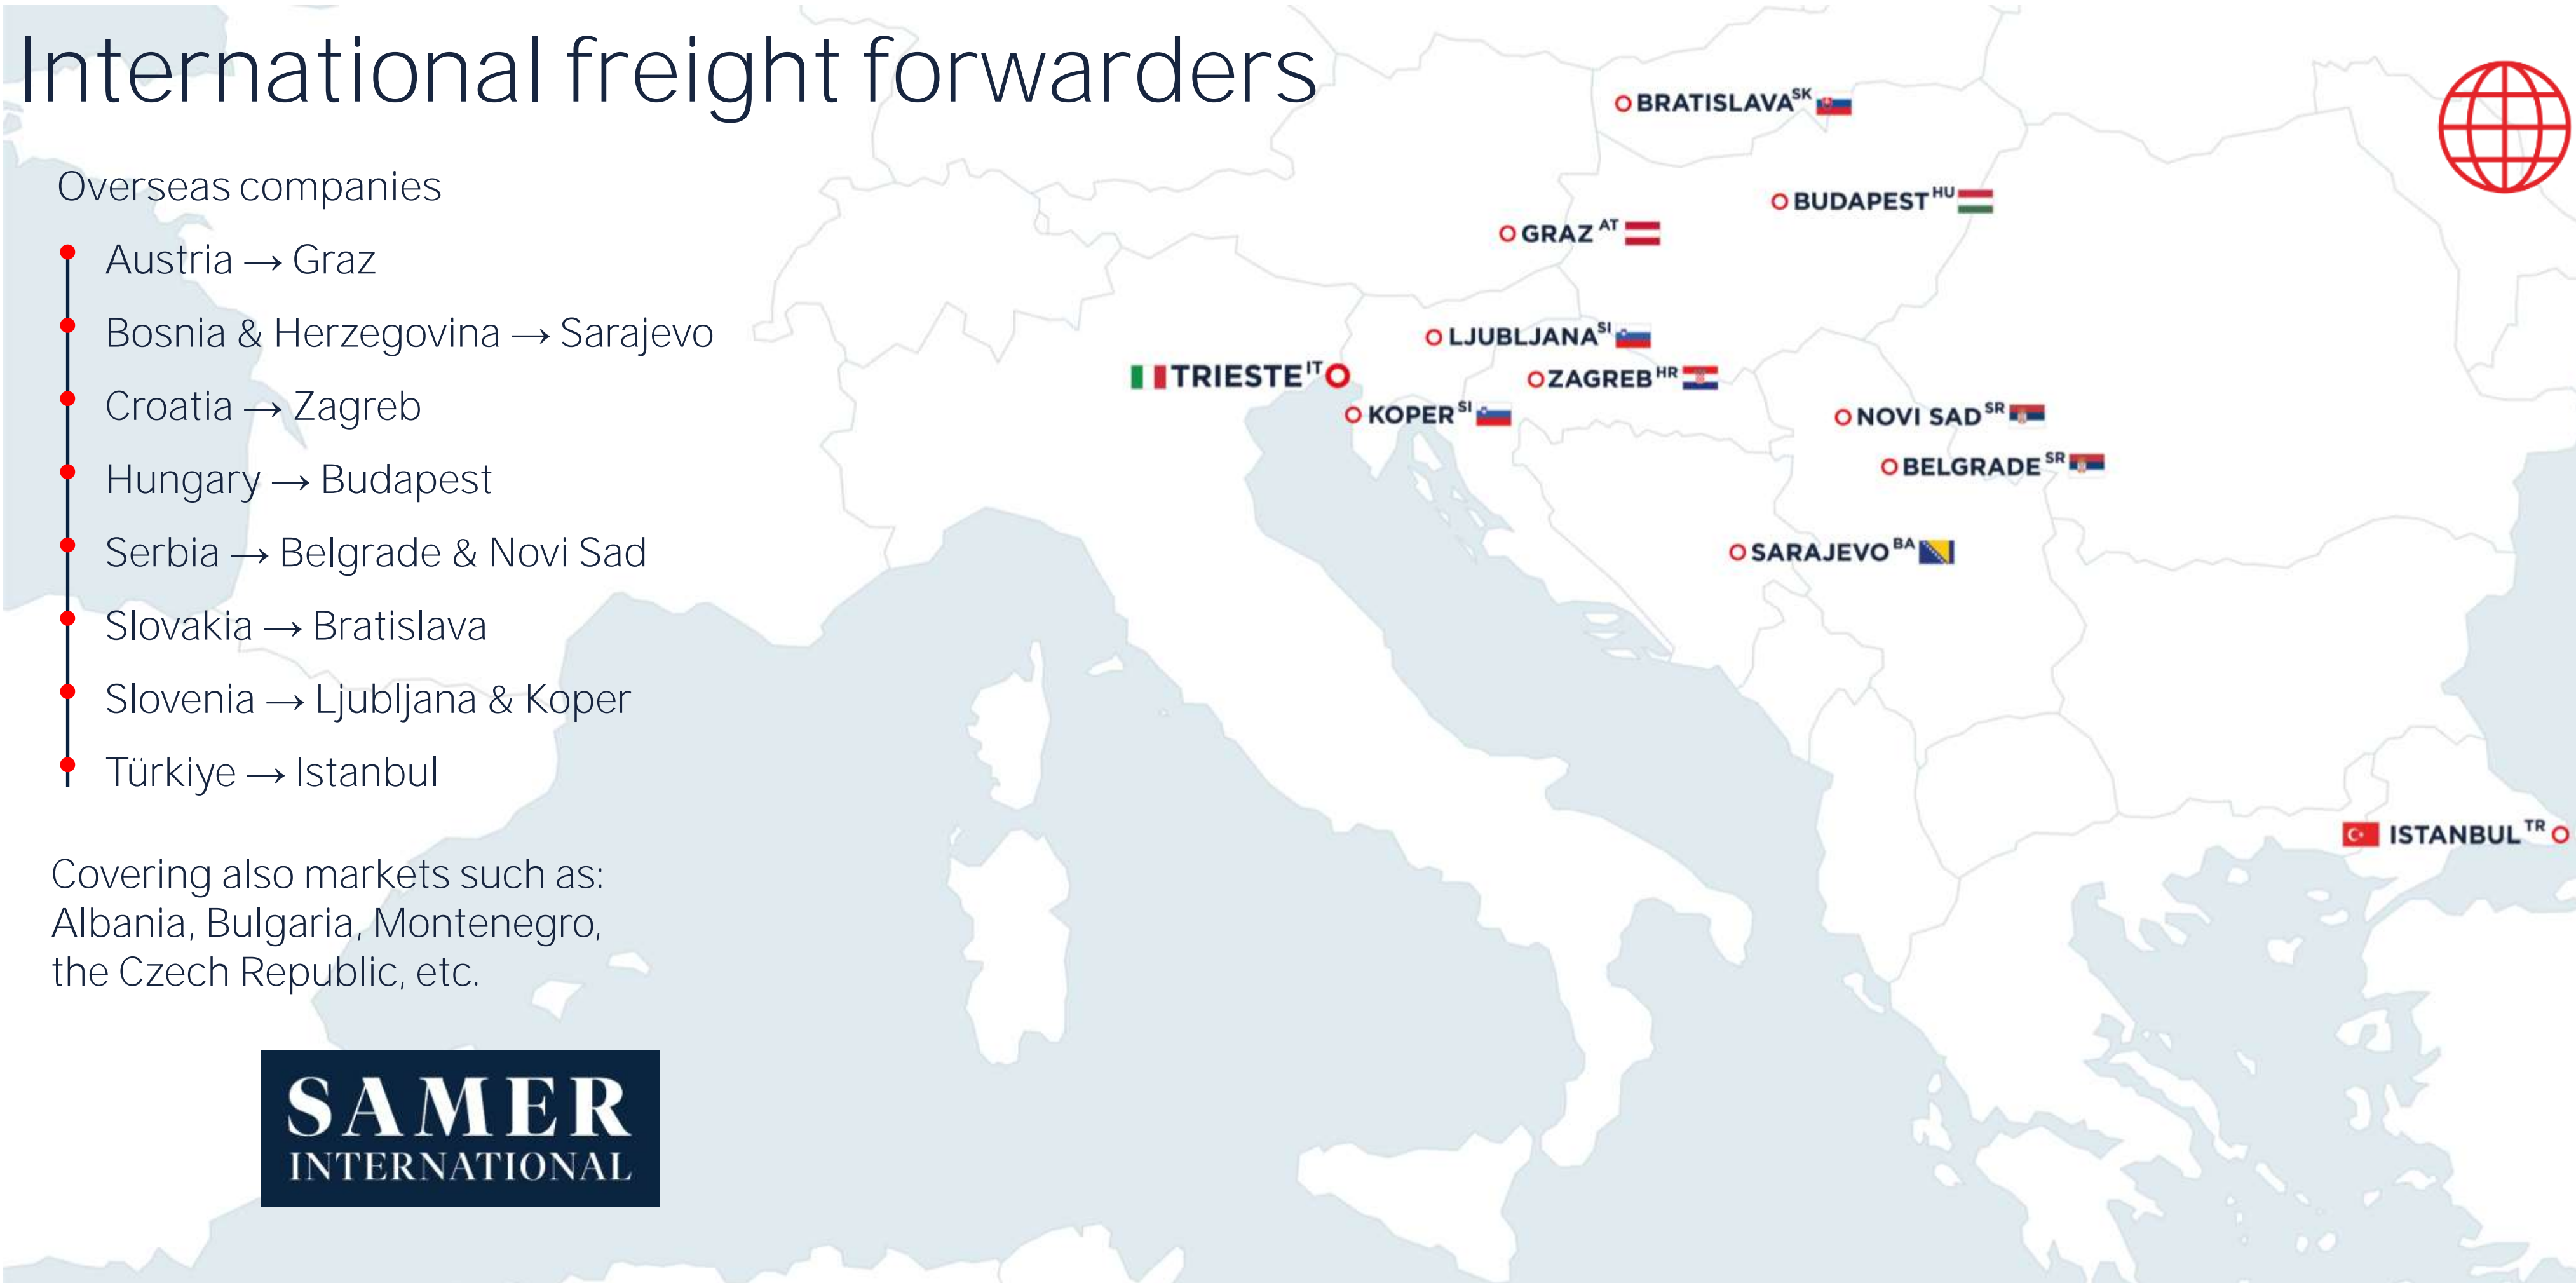 International freight forwarders
Overseas companies
Austria → Graz
Bosnia & Herzegovina → Sarajevo
Croatia → Zagreb
Hungary → Budapest
Serbia → Belgrade & Novi Sad
Slovakia → Bratislava
Slovenia → Ljubljana & Koper
Türkiye → Istanbul
Covering also markets such as:
Albania, Bulgaria, Montenegro,
the Czech Republic, etc.
SAMER
INTERNATIONAL
BRATISLAVA SK
BUDAPEST HU
GRAZ AT
LJUBLJANA SI
TRIESTE IT
ZAGREB HR
KOPER SI
NOVI SAD SR
BELGRADE SR
SARAJEVO BA
ISTANBUL TR